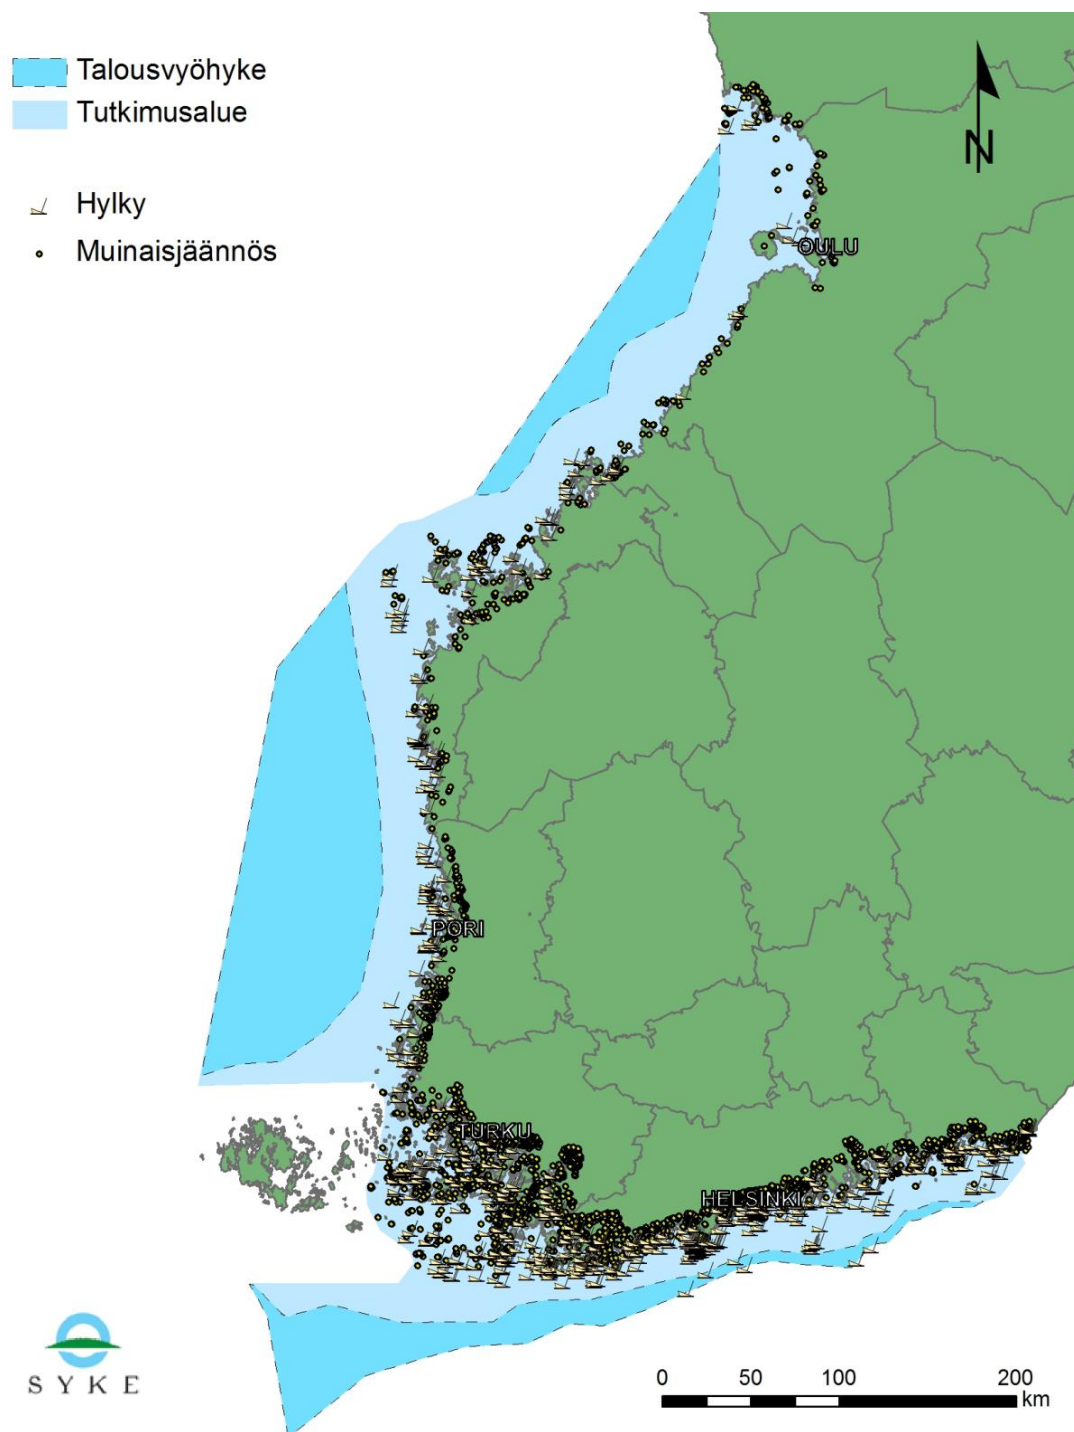 Talousvyöhyke
Tutkimusalue
Hylky
Muinaisjäännös
N
OULU
PORI
TURKU
HELSINKI
SYKE
0 50 100 200
km